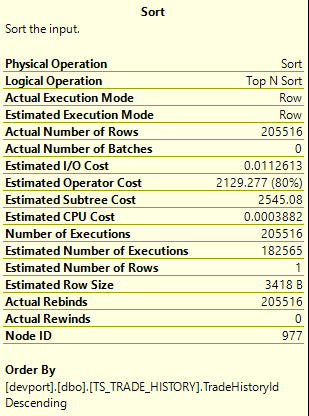 Sort
Sort the input.
Physical Operation Sort
Logical Operation Top N Sort
Actual Execution Mode Row
Estimated Execution Mode Row
Actual Number of Rows 205516
Actual Number of Batches 0
Estimated I/O Cost 0.0112613
Estimated Operator Cost 2129.277 (80%)
Estimated Subtree Cost 2545.08
Estimated CPU Cost 0.0003882
Number of Executions 205516
Estimated Number of Executions 182565
Estimated Number of Rows 1
Estimated Row Size 3418 B
Actual Rebinds 205516
Actual Rewinds 0
Node ID 977
Order By
[devport].[dbo].[TS_TRADE_HISTORY].TradeHistoryId
Descending